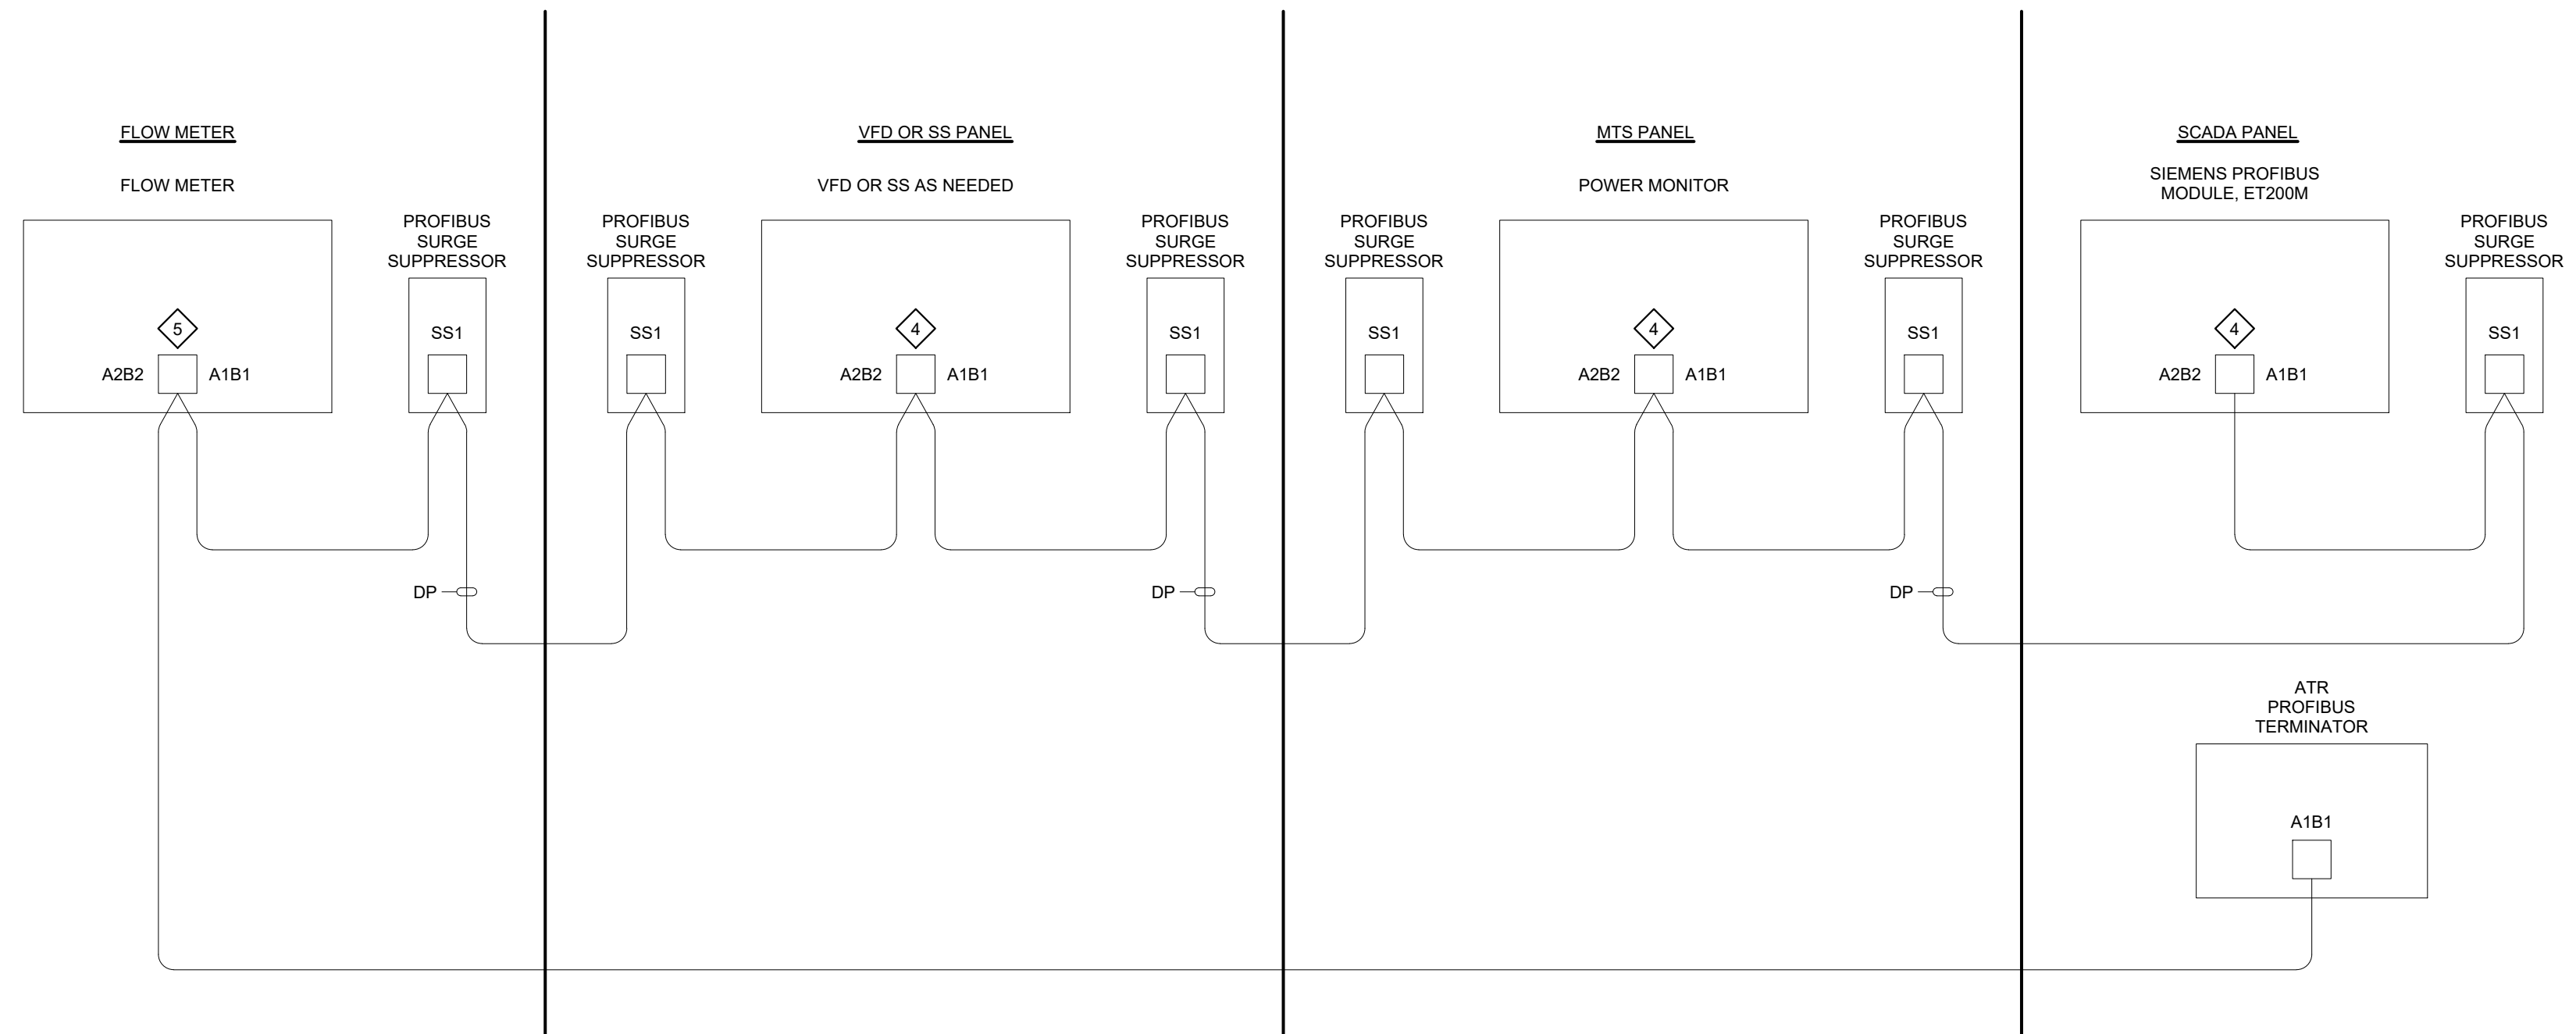 FLOW METER
FLOW METER
PROFIBUS
SURGE
SUPPRESSOR
5
SS1
A2B2
A1B1
DP
VFD OR SS PANEL
VFD OR SS AS NEEDED
PROFIBUS
SURGE
SUPPRESSOR
SS1
4
A2B2
A1B1
PROFIBUS
SURGE
SUPPRESSOR
SS1
DP
MTS PANEL
POWER MONITOR
PROFIBUS
SURGE
SUPPRESSOR
SS1
4
A2B2
A1B1
PROFIBUS
SURGE
SUPPRESSOR
SS1
DP
SCADA PANEL
SIEMENS PROFIBUS
MODULE, ET200M
4
A2B2
A1B1
PROFIBUS
SURGE
SUPPRESSOR
SS1
ATR
PROFIBUS
TERMINATOR
A1B1